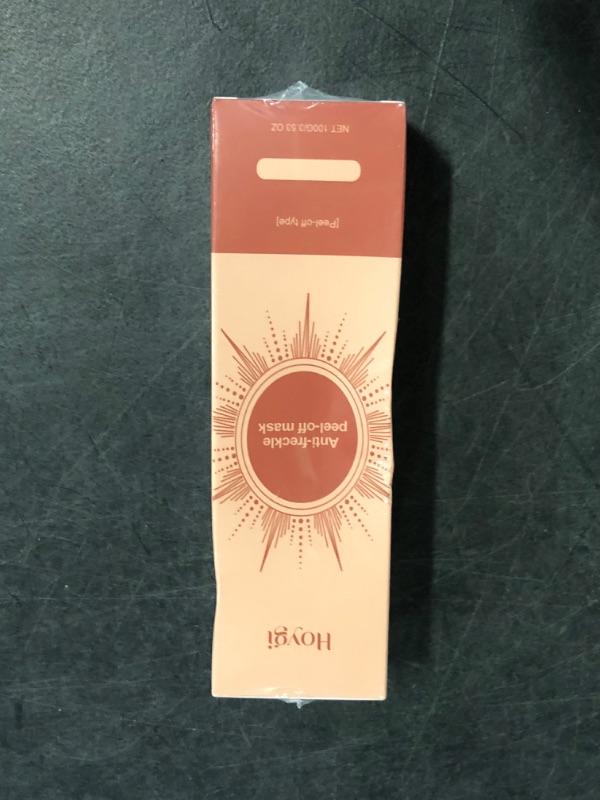 Hoygi
Anti-freckle
peel-off mask
[Peel-off type]
NET 100G/3.53 OZ